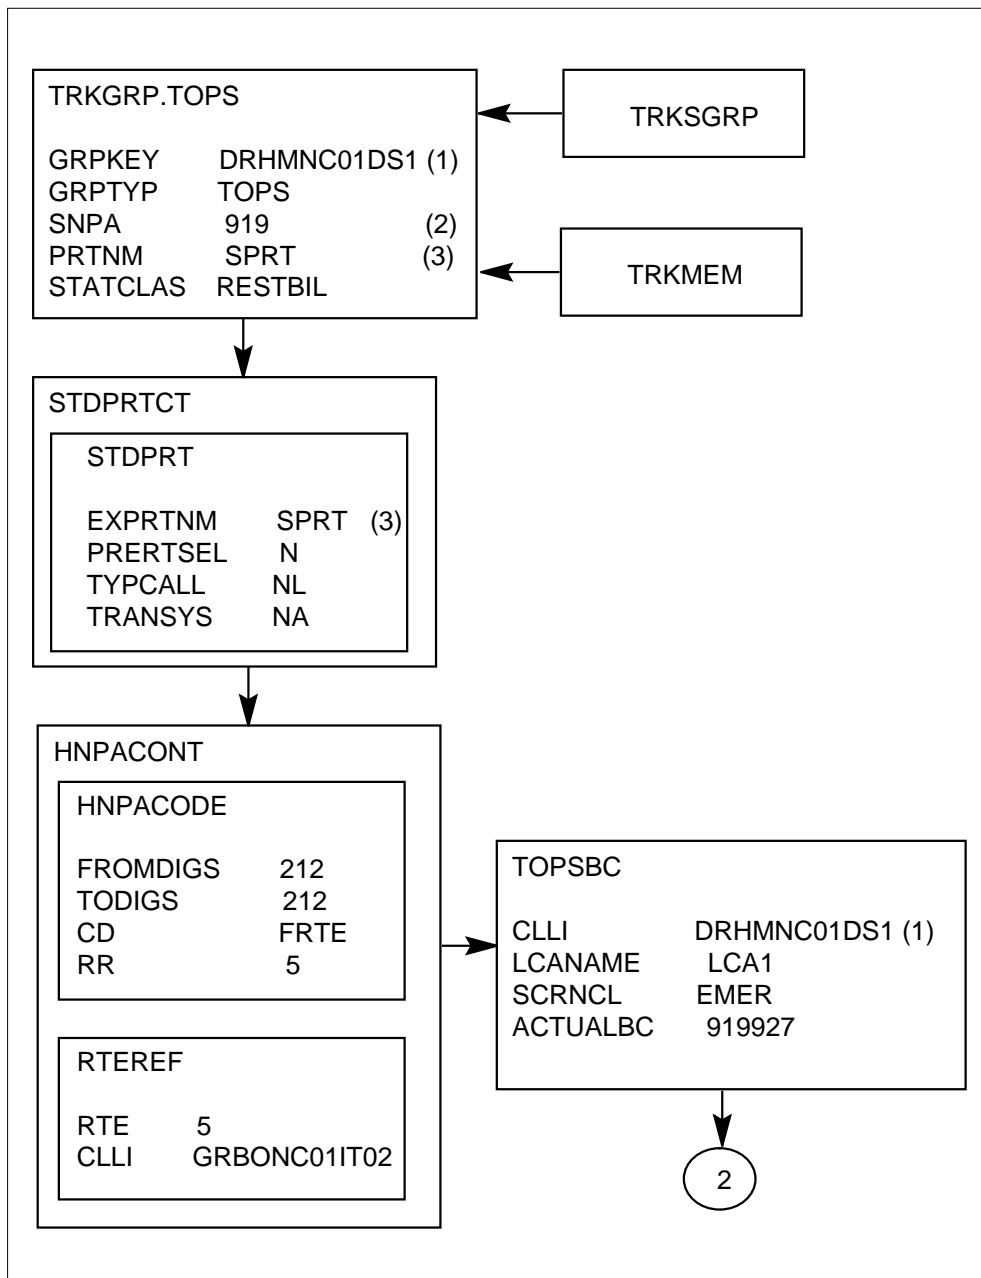 TRKGRP.TOPS
GRPKEY DRHMNC01DS1 (1)
GRPTYP TOPS
SNPA 919 (2)
PRTNM SPRT (3)
STATCLAS RESTBIL
TRKSGRP
TRKMEM
STDPRTCT
STDPRT
EXPRTNM SPRT (3)
PRERTSEL N
TYPCALL NL
TRANSYS NA
HNPACONT
HNPACODE
FROMDIGS 212
TODIGS 212
CD FRTE
RR 5
RTEREF
RTE 5
CLLI GRBONC01IT02
TOPSBC
CLLI DRHMNC01DS1 (1)
LCANAME LCA1
SCRNCL EMER
ACTUALBC 919927
2